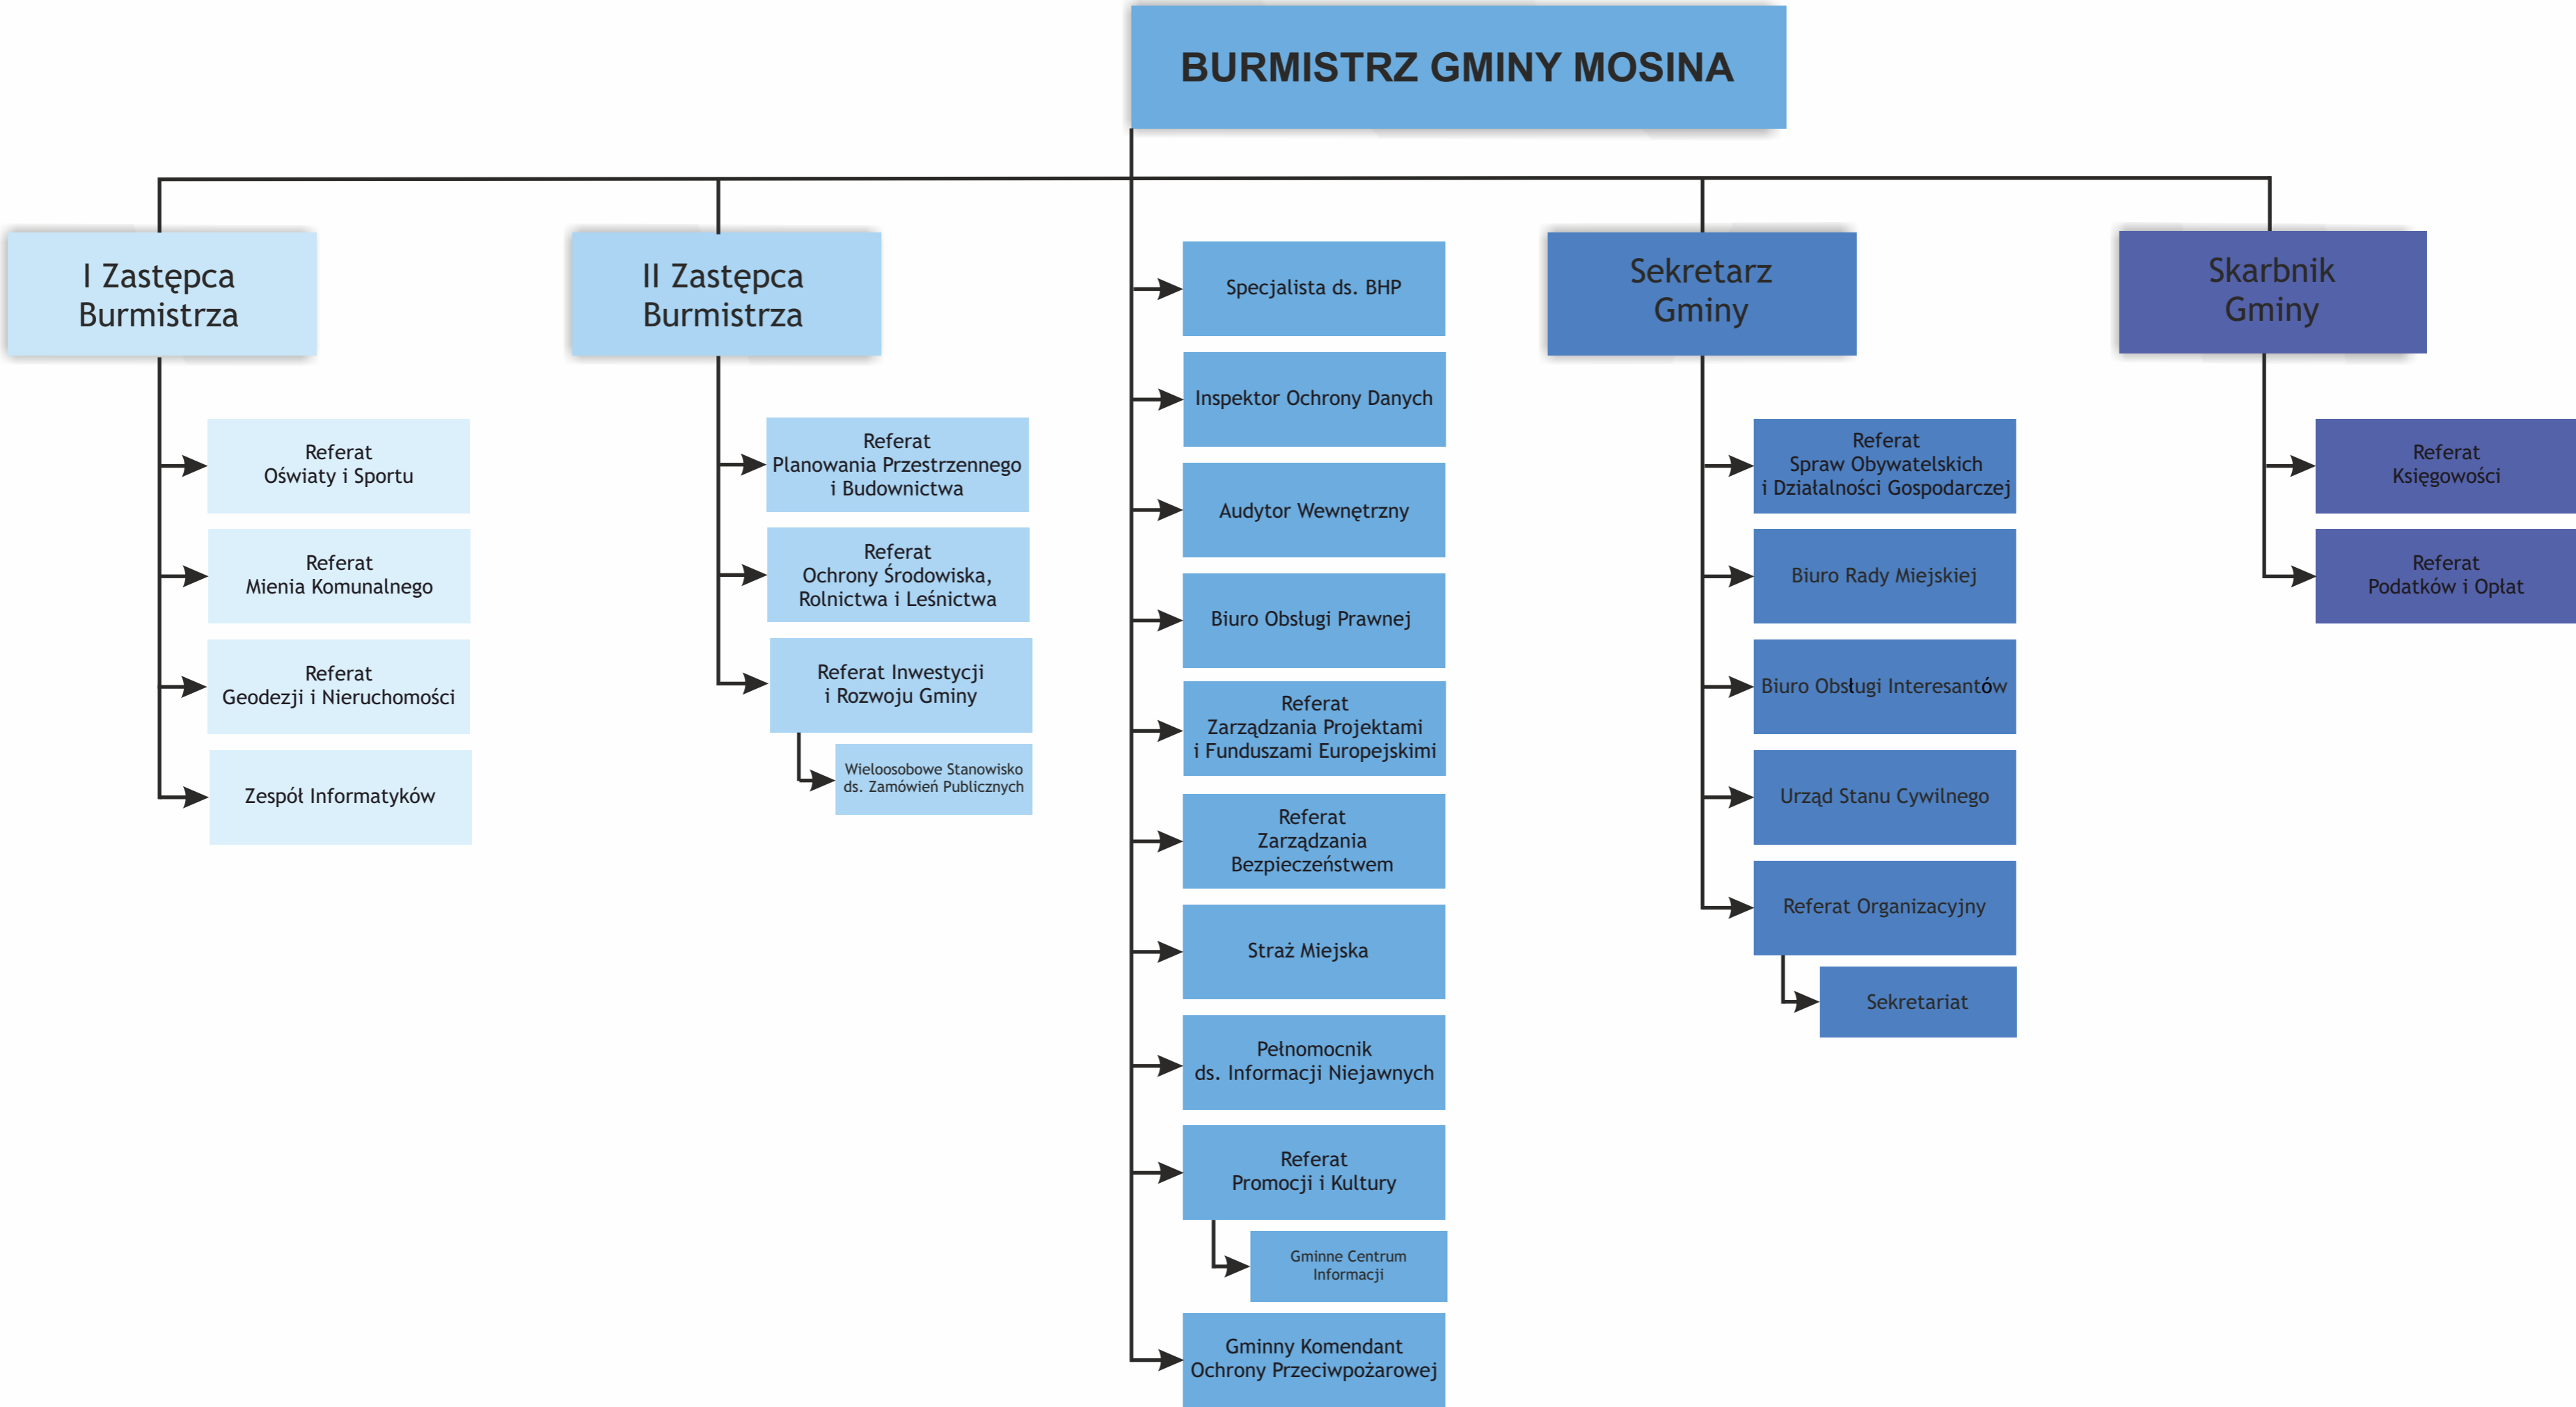 BURMISTRZ GMINY MOSINA
I Zastępca
Burmistrza
Referat
Oświaty i Sportu
Referat
Mienia Komunalnego
Referat
Geodezji i Nieruchomości
Zespół Informatyków
II Zastępca
Burmistrza
Referat
Planowania Przestrzennego
i Budownictwa
Referat
Ochrony Środowiska,
Rolnictwa i Leśnictwa
Referat Inwestycji
i Rozwoju Gminy
Wieloosobowe Stanowisko
ds. Zamówień Publicznych
Specjalista ds. BHP
Inspektor Ochrony Danych
Audytor Wewnętrzny
Biuro Obsługi Prawnej
Referat
Zarządzania Projektami
i Funduszami Europejskimi
Referat
Zarządzania
Bezpieczeństwem
Straż Miejska
Pełnomocnik
ds. Informacji Niejawnych
Referat
Promocji i Kultury
Gminne Centrum
Informacji
Gminny Komendant
Ochrony Przeciwpożarowej
Sekretarz
Gminy
Referat
Spraw Obywatelskich
i Działalności Gospodarczej
Biuro Rady Miejskiej
Biuro Obsługi Interesantów
Urząd Stanu Cywilnego
Referat Organizacyjny
Sekretariat
Skarbnik
Gminy
Referat
Księgowości
Referat
Podatków i Opłat